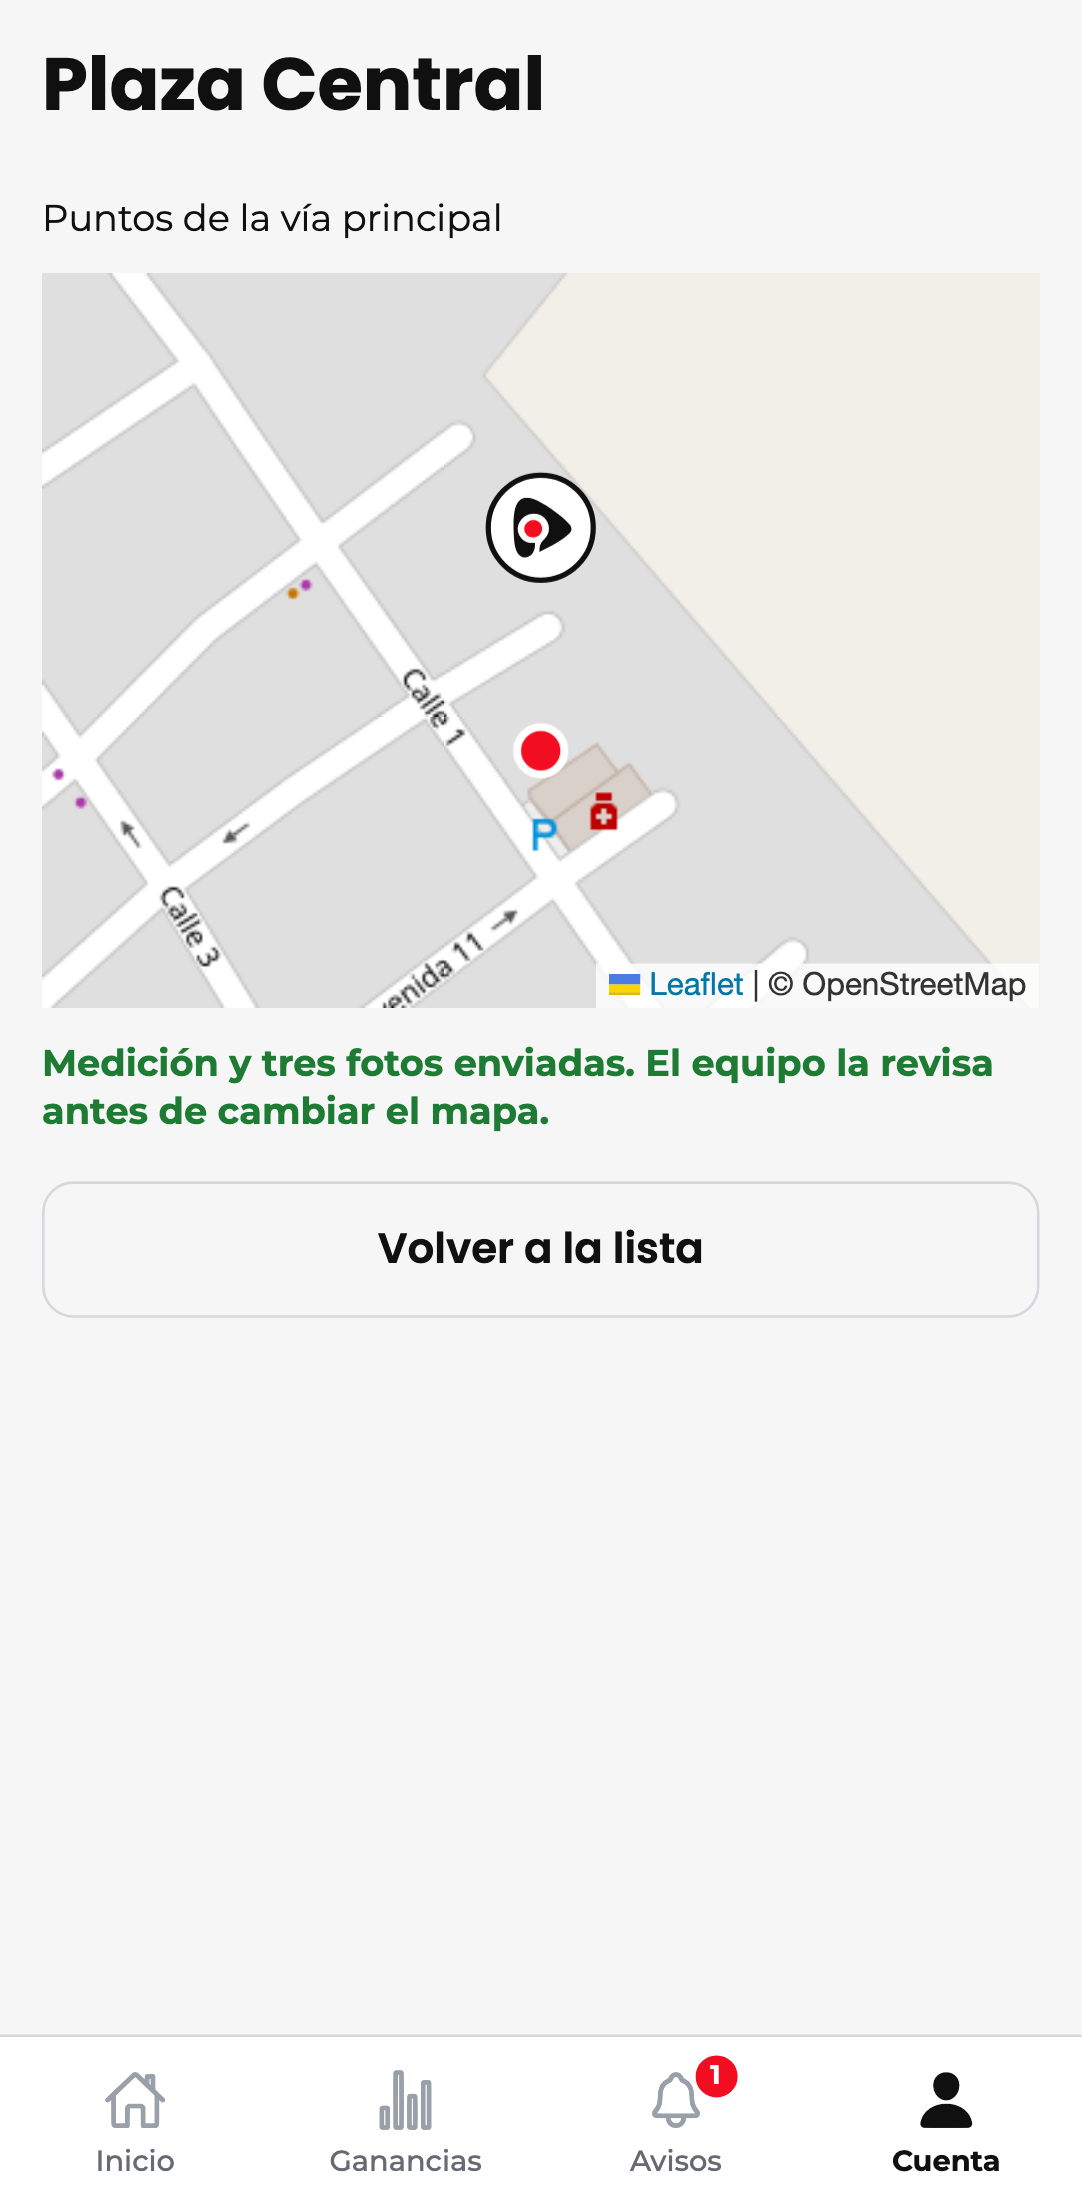 Plaza Central
Puntos de la vía principal
Calle 1
P
Calle 3
venida 11
Leaflet | © OpenStreetMap
Medición y tres fotos enviadas. El equipo la revisa
antes de cambiar el mapa.
Volver a la lista
1
Inicio
Ganancias
Avisos
Cuenta